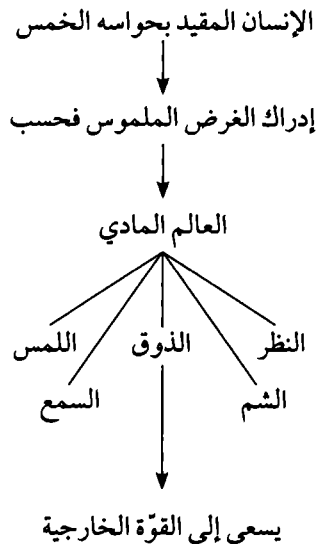 الإنسان المقيد بحواسه الخمس
إدراك الغرض الملموس فحسب
العالم المادي
النظر الذوق اللمس
الشم السمع
يسعى إلى القوّة الخارجية